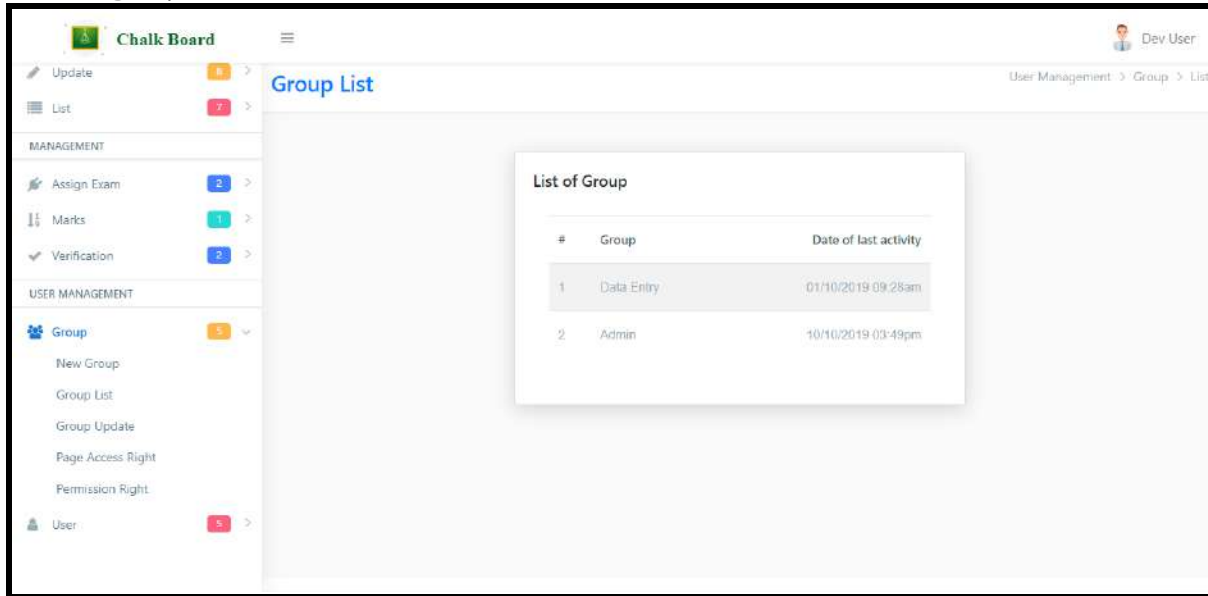 Chalk Board
Dev User
Update 8
List 7
MANAGEMENT
Assign Exam 2
Marks 1
Verification 2
USER MANAGEMENT
Group 5
New Group
Group List
Group Update
Page Access Right
Permission Right
User 5
Group List
User Management > Group > List
List of Group
# Group Date of last activity
1 Data Entry 01/10/2019 09:28am
2 Admin 10/10/2019 03:49pm